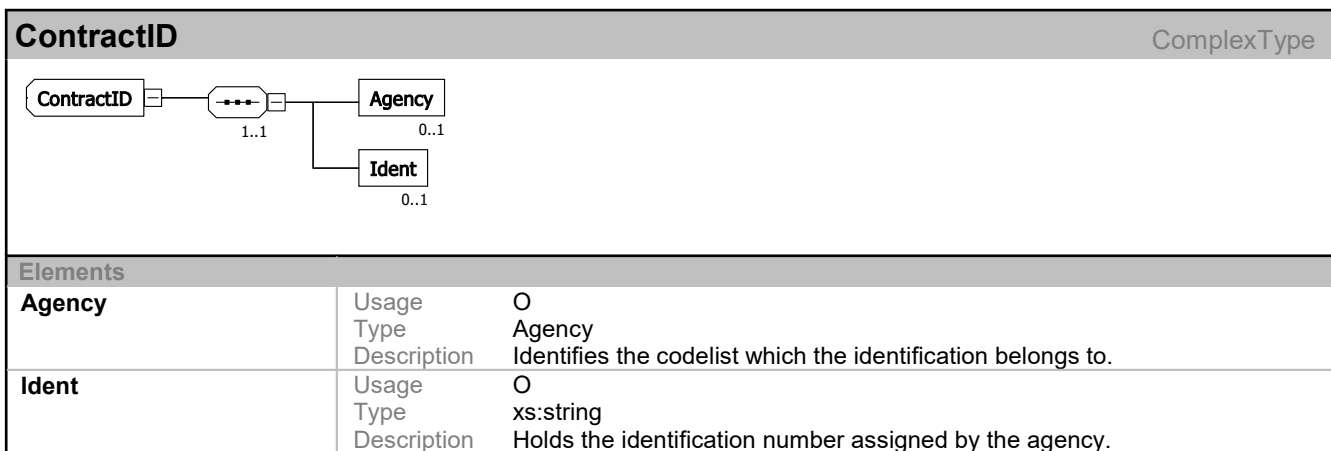 ContractID ComplexType
ContractID Agency
1..1 0..1
Ident
0..1
Elements
Agency Usage O
Type Agency
Description Identifies the codelist which the identification belongs to.
Ident Usage O
Type xs:string
Description Holds the identification number assigned by the agency.